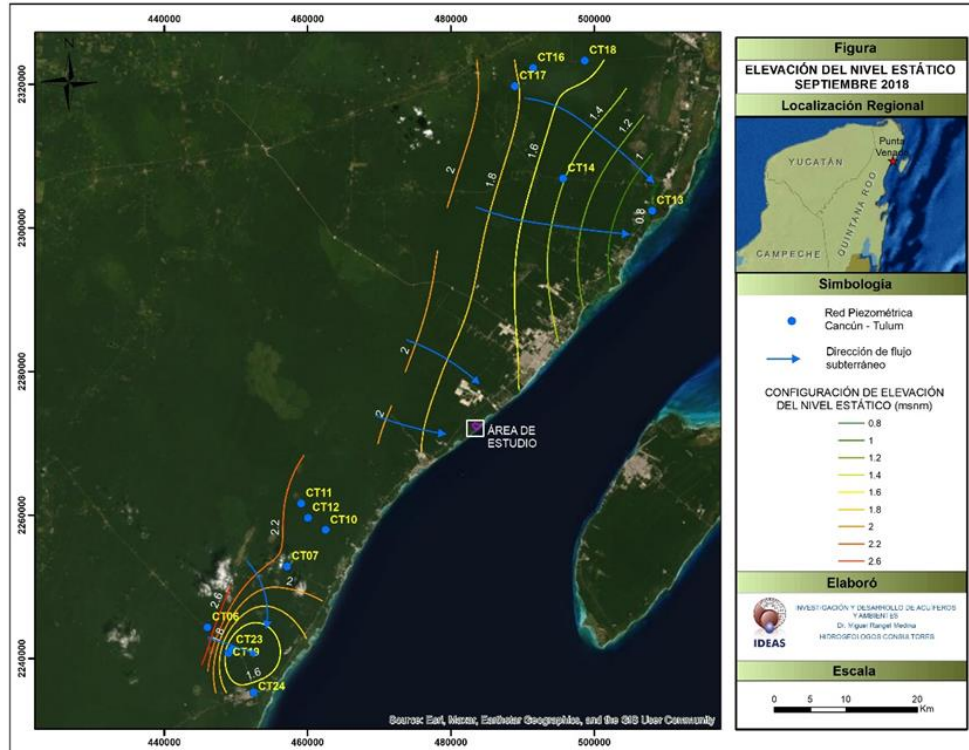 440000 460000 480000 500000
2320000
2300000
2280000
2260000
2240000
440000 460000 480000 500000
N
CT16
CT18
CT17
CT14
CT13
CT11
CT12
CT10
CT07
CT06
CT23
CT19
CT24
2
1.8
1.6
1.4
1.2
1
0.8
2
2
2.2
2
2.6
1.8
1.6
ÁREA DE
ESTUDIO
Source: Esri, Maxar, Earthstar Geographics, and the GIS User Community
Figura
ELEVACIÓN DEL NIVEL ESTÁTICO
SEPTIEMBRE 2018
Localización Regional
Punta
Venado
YUCATÁN
QUINTANA ROO
CAMPECHE
Simbología
Red Piezométrica
Cancún - Tulum
Dirección de flujo
subterráneo
CONFIGURACIÓN DE ELEVACIÓN
DEL NIVEL ESTÁTICO (msnm)
0.8
1
1.2
1.4
1.6
1.8
2
2.2
2.6
Elaboró
IDEAS
INVESTIGACIÓN Y DESARROLLO DE ACUÍFEROS
Y AMBIENTES
Dr. Miguel Rangel Medina
HIDROGEÓLOGOS CONSULTORES
Escala
0 5 10 20
Km